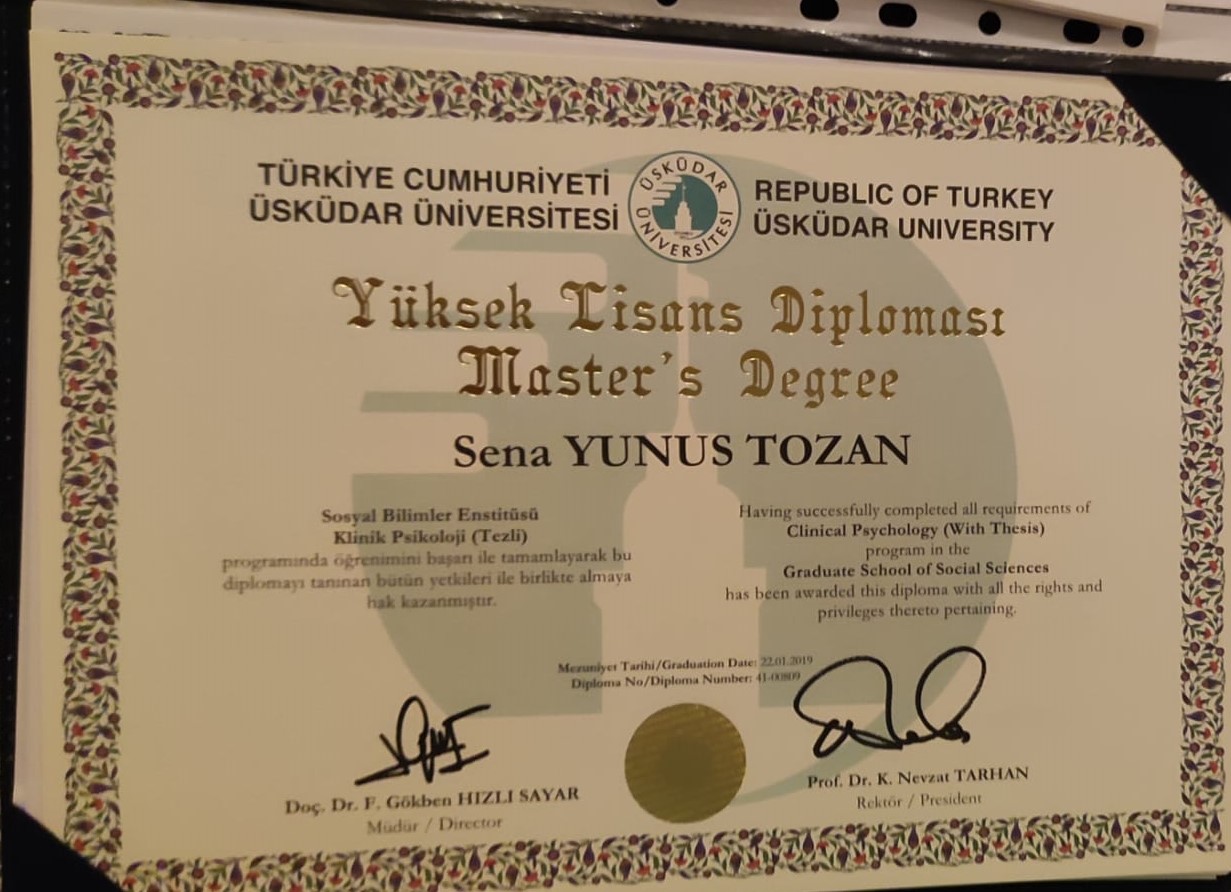 TÜRKİYE CUMHURİYETİ
ÜSKÜDAR ÜNİVERSİTESİ
ÜSKÜDAR ÜNİVERSİTESİ
REPUBLIC OF TURKEY
ÜSKÜDAR UNIVERSITY
Yüksek Lisans Diploması
Master's Degree
Sena YUNUS TOZAN
Sosyal Bilimler Enstitüsü
Klinik Psikoloji (Tezli)
programında öğrenimini başarı ile tamamlayarak bu
diplomayı tanınan bütün yetkileri ile birlikte almaya
hak kazanmıştır.
Having successfully completed all requirements of
Clinical Psychology (With Thesis)
program in the
Graduate School of Social Sciences
has been awarded this diploma with all the rights and
privileges thereto pertaining.
Mezuniyet Tarihi/Graduation Date: 22.01.2019
Diploma No/Diploma Number: 41-00809
Doç. Dr. F. Gökben HIZLI SAYAR
Müdür / Director
Prof. Dr. K. Nevzat TARHAN
Rektör / President